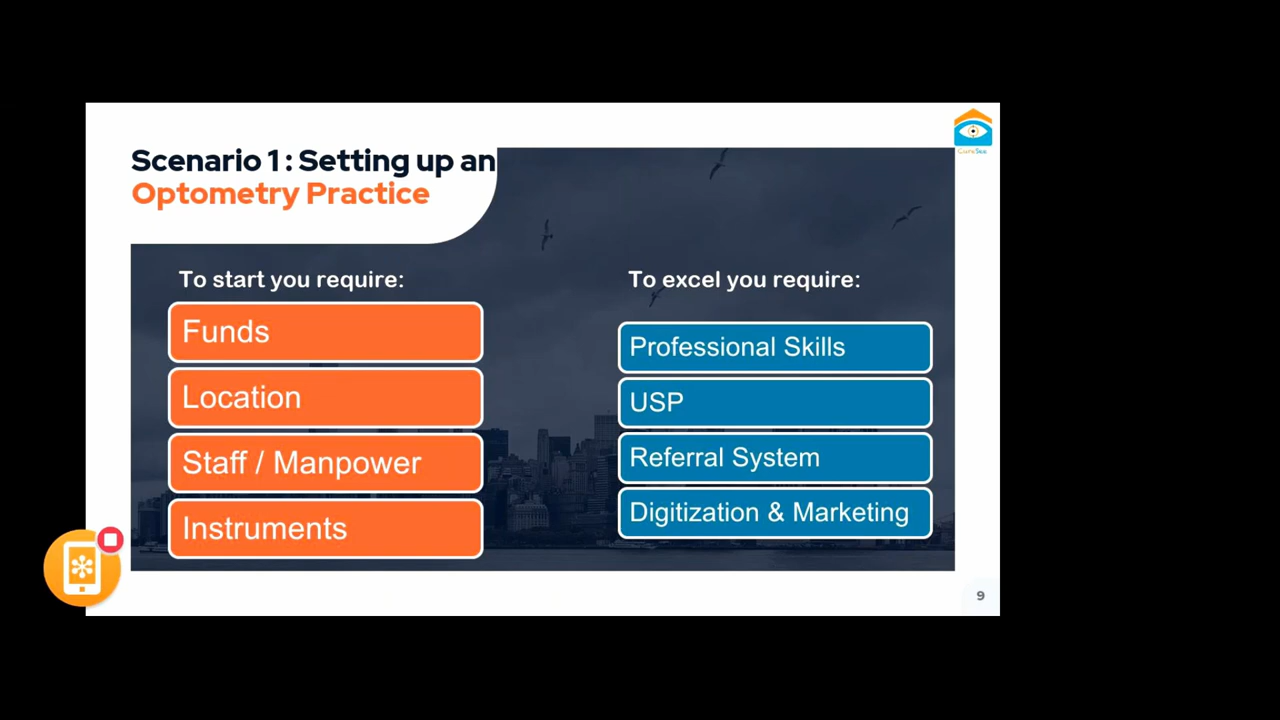 Scenario 1 : Setting up an
Optometry Practice
To start you require:
Funds
Location
Staff / Manpower
Instruments
To excel you require:
Professional Skills
USP
Referral System
Digitization & Marketing
9